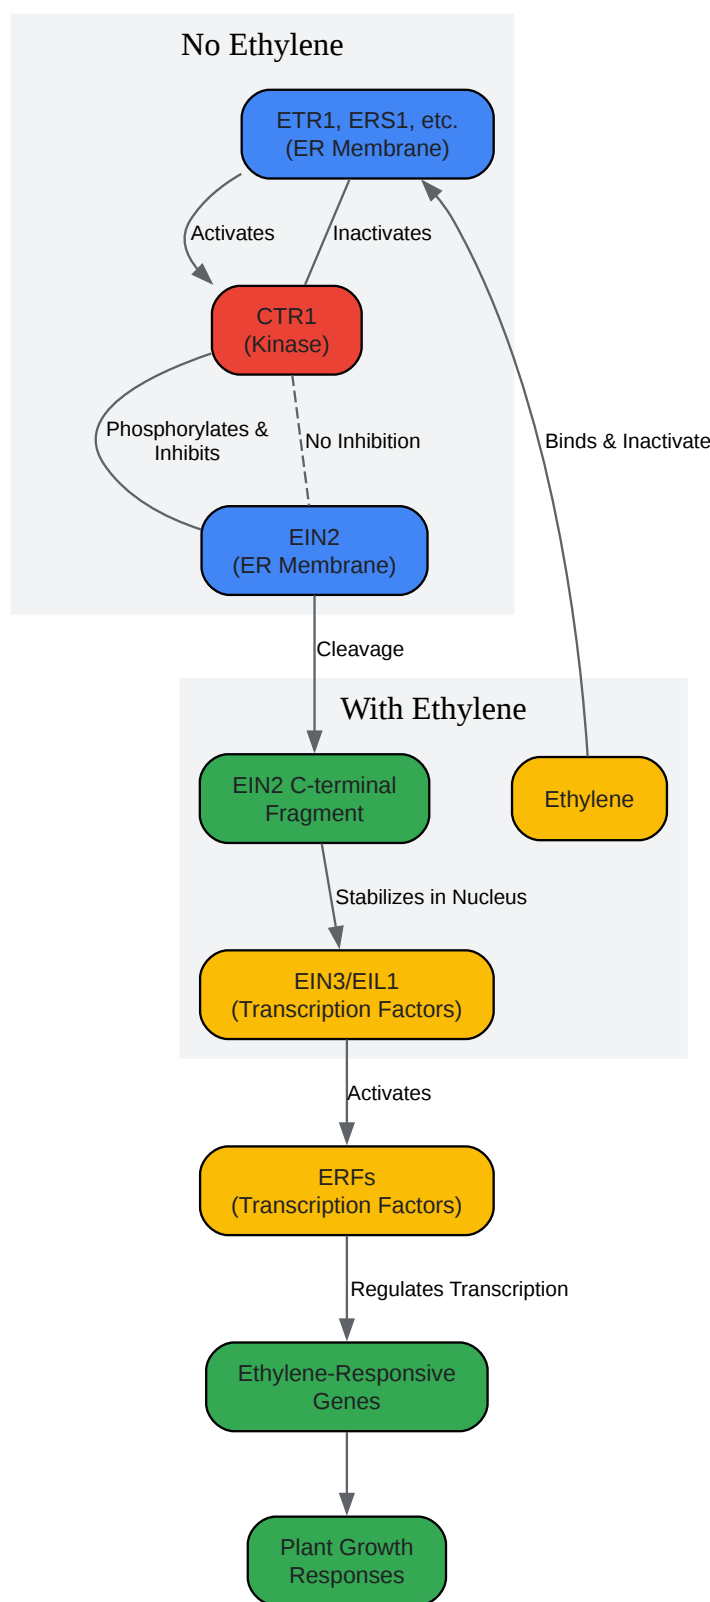 No Ethylene
ETR1, ERS1, etc.
(ER Membrane)
Activates
Inactivates
CTR1
(Kinase)
Phosphorylates &
Inhibits
No Inhibition
Binds & Inactivate
EIN2
(ER Membrane)
Cleavage
With Ethylene
EIN2 C-terminal
Fragment
Ethylene
Stabilizes in Nucleus
EIN3/EIL1
(Transcription Factors)
Activates
ERFs
(Transcription Factors)
Regulates Transcription
Ethylene-Responsive
Genes
Plant Growth
Responses